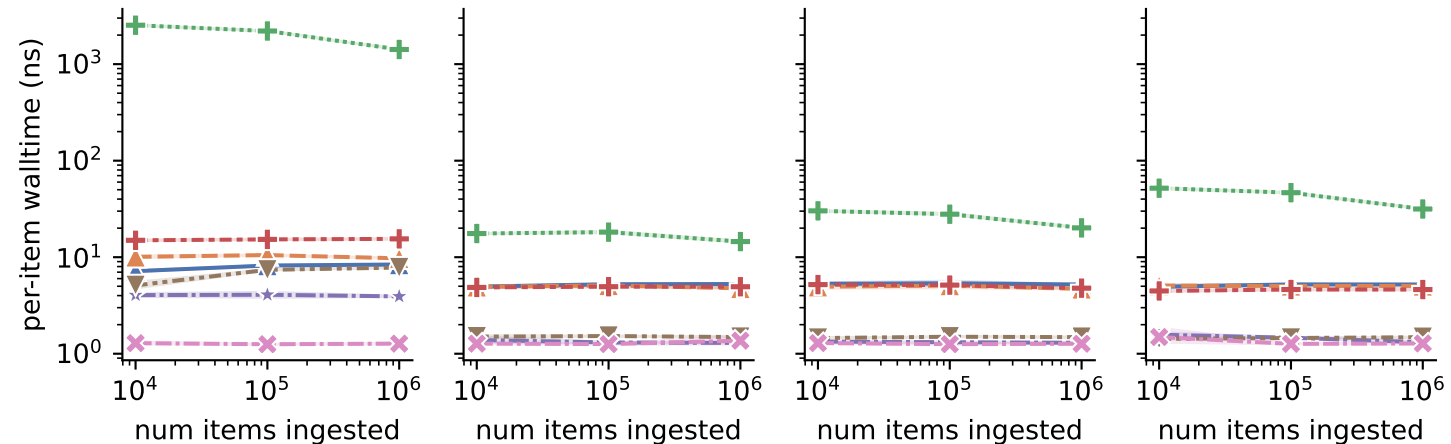 per-item walltime (ns)
10³
10²
10¹
10⁰
10⁴ 10⁵ 10⁶ 10⁴ 10⁵ 10⁶ 10⁴ 10⁵ 10⁶ 10⁴ 10⁵ 10⁶
num items ingested num items ingested num items ingested num items ingested